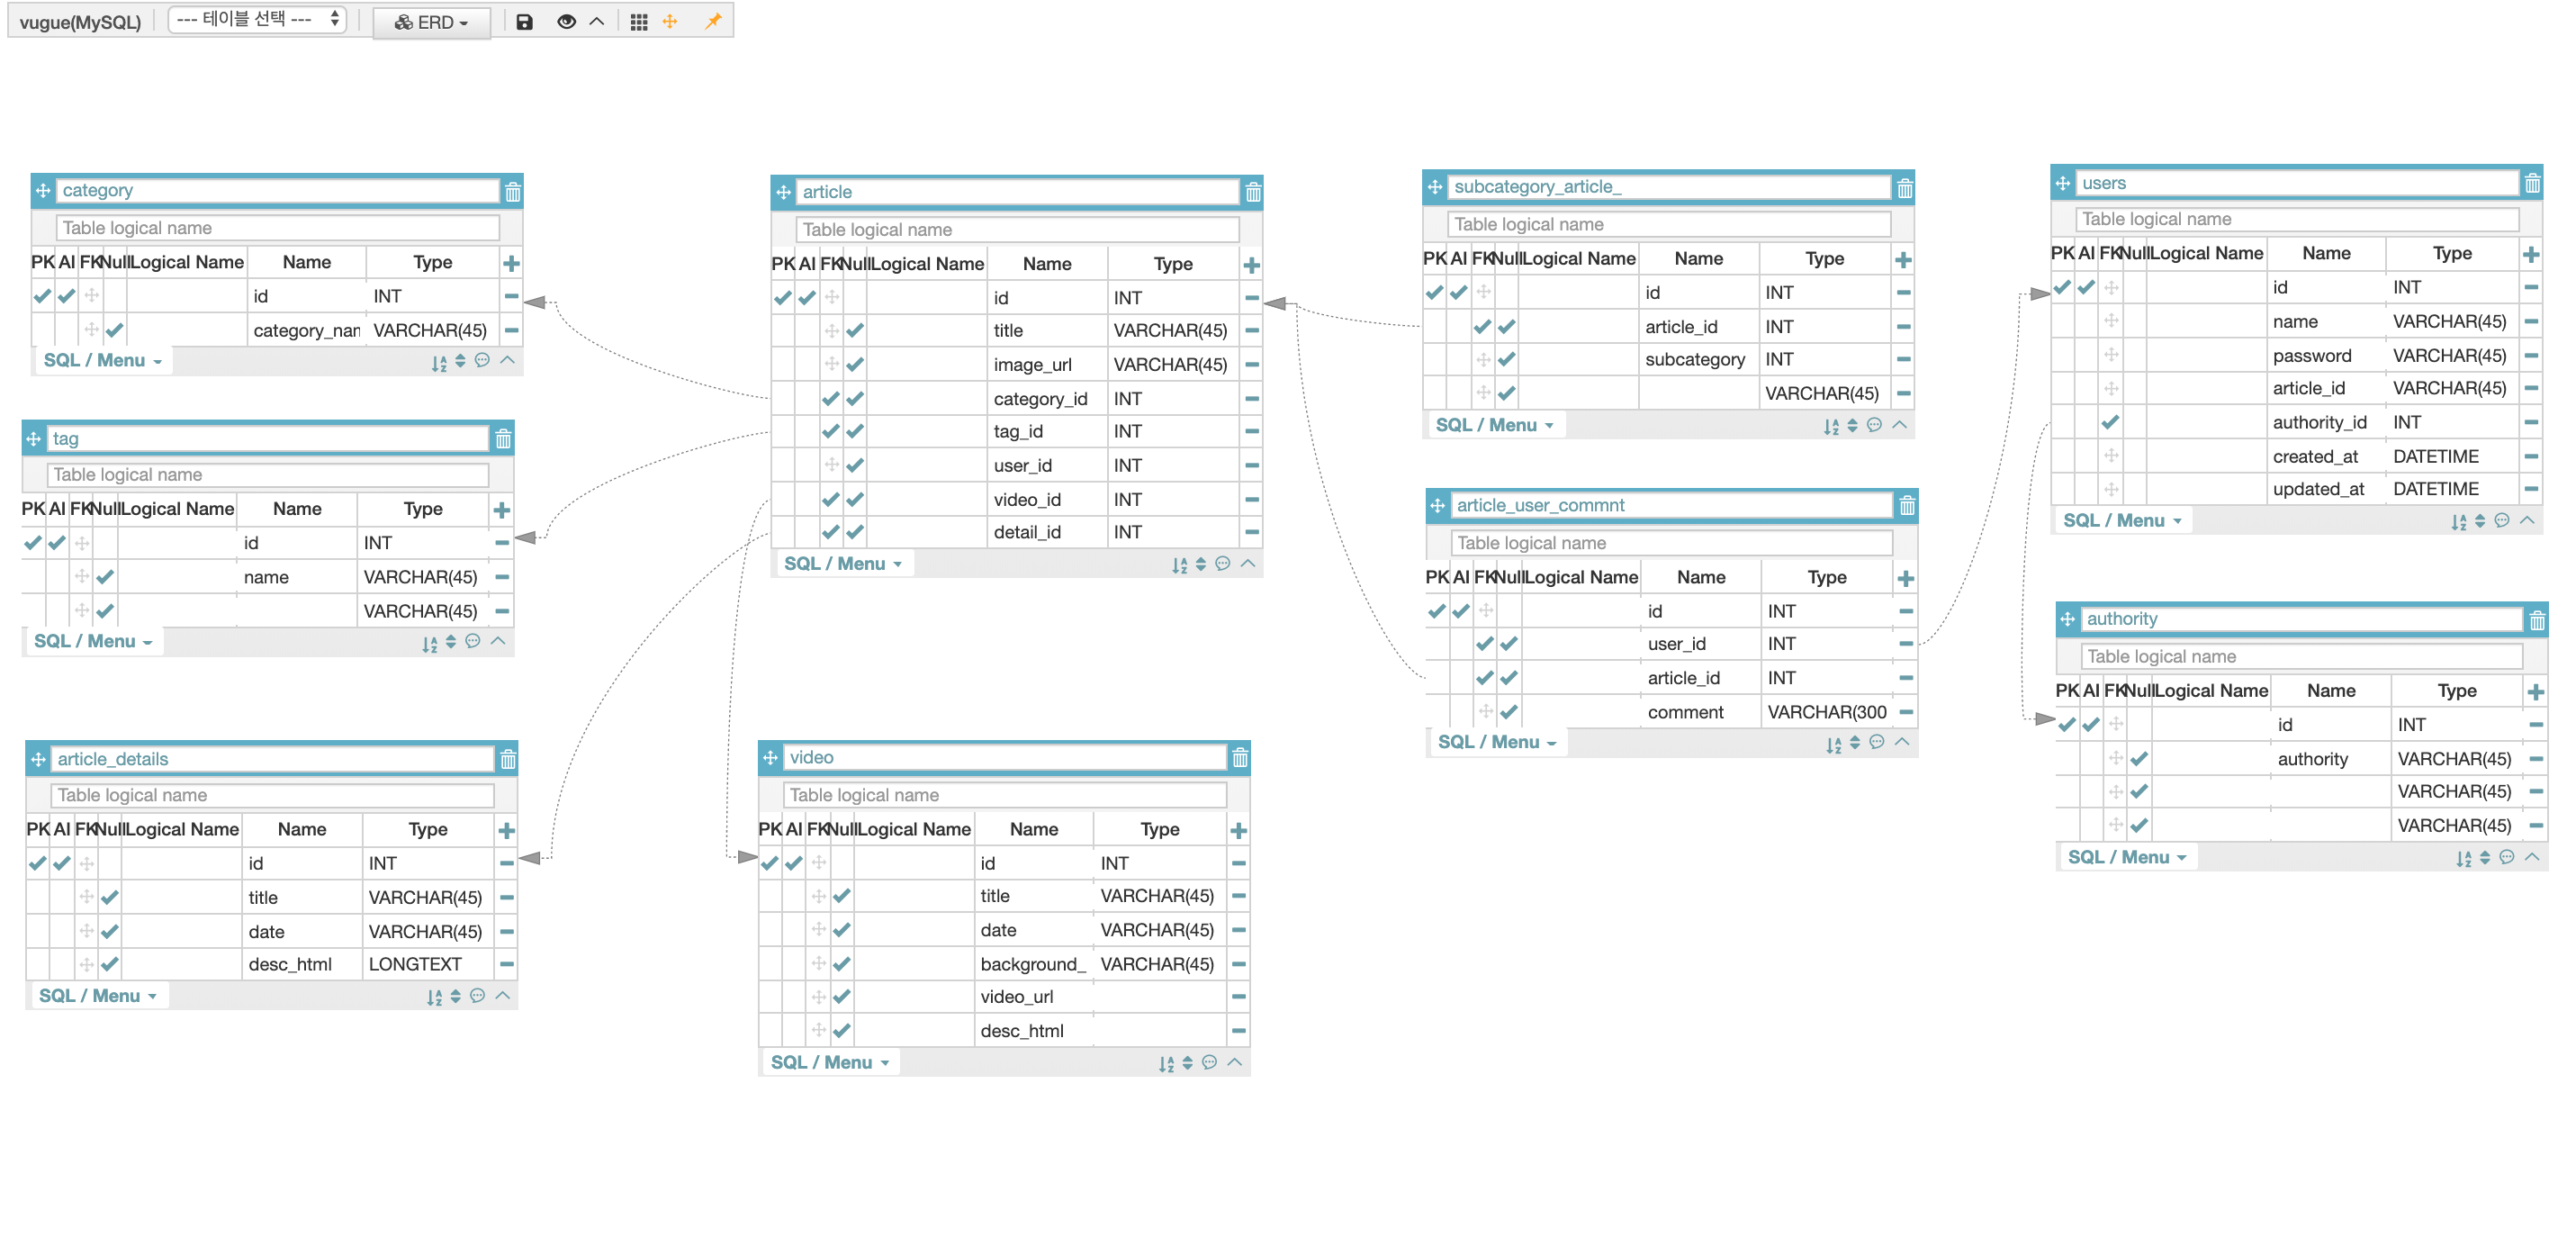 vugue(MySQL) --- 테이블 선택 --- ERD
category
Table logical name
PK AI FK Null Logical Name Name Type
id INT
category_nan VARCHAR(45)
SQL / Menu
tag
Table logical name
PK AI FK Null Logical Name Name Type
id INT
name VARCHAR(45)
VARCHAR(45)
SQL / Menu
article_details
Table logical name
PK AI FK Null Logical Name Name Type
id INT
title VARCHAR(45)
date VARCHAR(45)
desc_html LONGTEXT
SQL / Menu
article
Table logical name
PK AI FK Null Logical Name Name Type
id INT
title VARCHAR(45)
image_url VARCHAR(45)
category_id INT
tag_id INT
user_id INT
video_id INT
detail_id INT
SQL / Menu
video
Table logical name
PK AI FK Null Logical Name Name Type
id INT
title VARCHAR(45)
date VARCHAR(45)
background_ VARCHAR(45)
video_url
desc_html
SQL / Menu
subcategory_article_
Table logical name
PK AI FK Null Logical Name Name Type
id INT
article_id INT
subcategory INT
VARCHAR(45)
SQL / Menu
article_user_commnt
Table logical name
PK AI FK Null Logical Name Name Type
id INT
user_id INT
article_id INT
comment VARCHAR(300
SQL / Menu
users
Table logical name
PK AI FK Null Logical Name Name Type
id INT
name VARCHAR(45)
password VARCHAR(45)
article_id VARCHAR(45)
authority_id INT
created_at DATETIME
updated_at DATETIME
SQL / Menu
authority
Table logical name
PK AI FK Null Logical Name Name Type
id INT
authority VARCHAR(45)
VARCHAR(45)
VARCHAR(45)
SQL / Menu